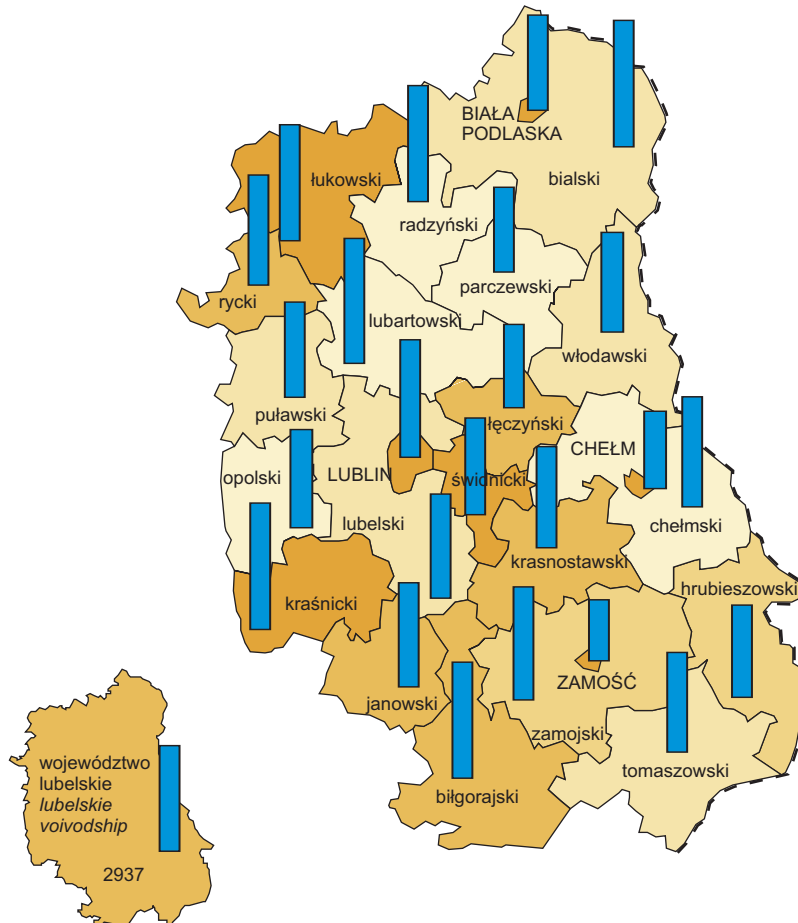 BIAŁA
PODLASKA
bialski
łukowski
radzyński
parczewski
rycki
lubartowski
włodawski
puławski
łęczyński
CHEŁM
opolski
LUBLIN
świdnicki
lubelski
chełmski
krasnostawski
hrubieszowski
kraśnicki
janowski
ZAMOŚĆ
zamojski
tomaszowski
biłgorajski
województwo
lubelskie
lubelskie
voivodship
2937